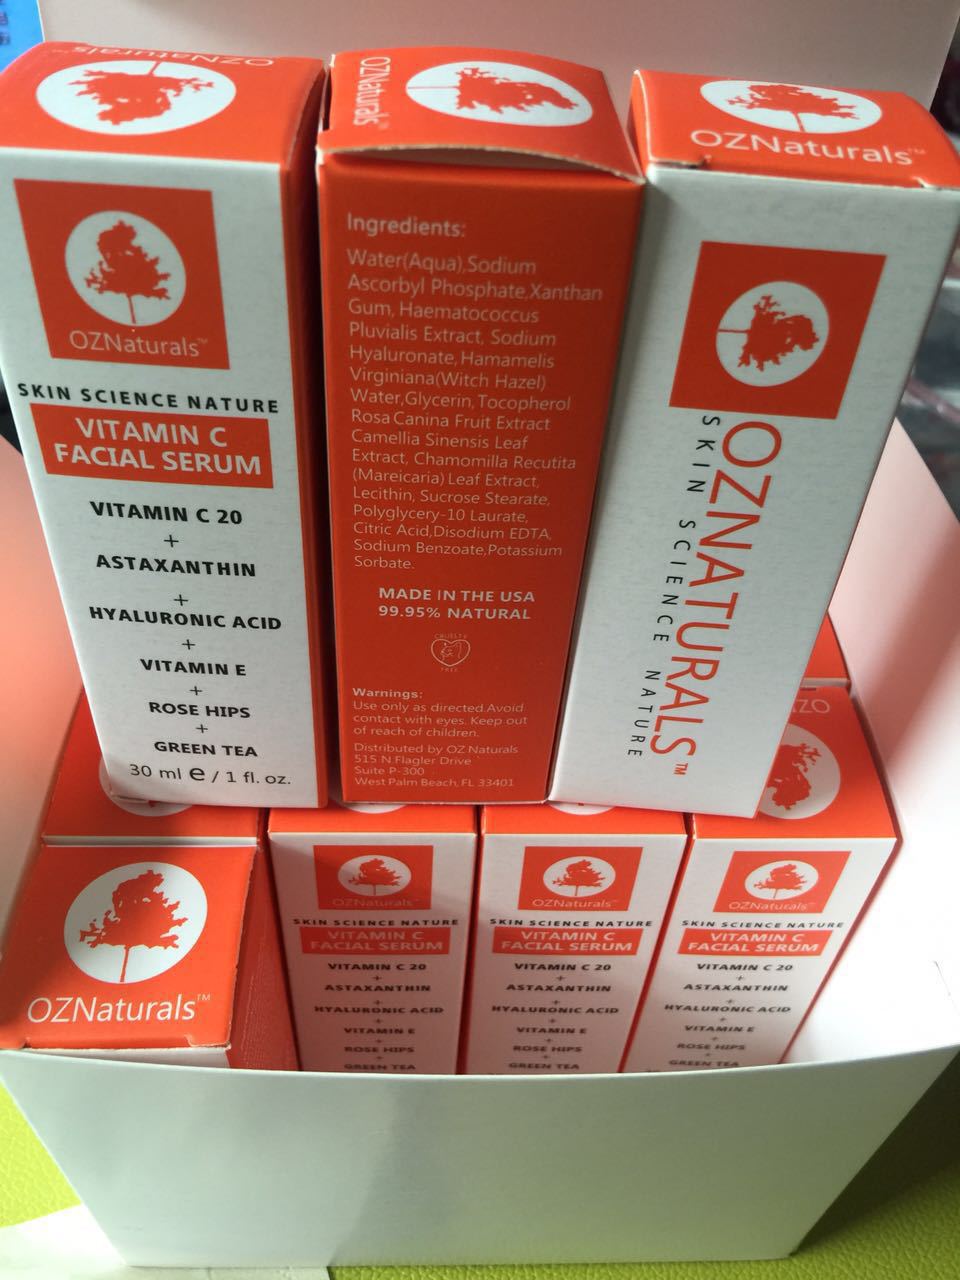 OZNaturals™
OZNaturals™
OZNaturals™
OZNaturals™
SKIN SCIENCE NATURE
VITAMIN C
FACIAL SERUM
VITAMIN C 20
+
ASTAXANTHIN
+
HYALURONIC ACID
+
VITAMIN E
+
ROSE HIPS
+
GREEN TEA
30 ml e / 1 fl. oz.
Ingredients:
Water(Aqua),Sodium
Ascorbyl Phosphate,Xanthan
Gum, Haematococcus
Pluvialis Extract, Sodium
Hyaluronate, Hamamelis
Virginiana(Witch Hazel)
Water,Glycerin,Tocopherol
Rosa Canina Fruit Extract
Camellia Sinensis Leaf
Extract, Chamomilla Recutita
(Mareicaria) Leaf Extract,
Lecithin, Sucrose Stearate,
Polyglycery-10 Laurate,
Citric Acid,Disodium EDTA,
Sodium Benzoate,Potassium
Sorbate.
MADE IN THE USA
99.95% NATURAL
CRUELTY
FREE
Warnings:
Use only as directed.Avoid
contact with eyes. Keep out
of reach of children.
Distributed by OZ Naturals
515 N.Flagler Drive
Suite P-300
West Palm Beach, FL 33401
OZNATURALS™
SKIN SCIENCE NATURE
OZNaturals™
OZNaturals
SKIN SCIENCE NATURE
VITAMIN C
FACIAL SERUM
VITAMIN C 20
+
ASTAXANTHIN
+
HYALURONIC ACID
+
VITAMIN E
+
ROSE HIPS
+
GREEN TEA
OZNaturals
SKIN SCIENCE NATURE
VITAMIN C
FACIAL SERUM
VITAMIN C 20
+
ASTAXANTHIN
+
HYALURONIC ACID
+
VITAMIN E
+
ROSE HIPS
+
GREEN TEA
OZNaturals
SKIN SCIENCE NATURE
VITAMIN C
FACIAL SERUM
VITAMIN C 20
+
ASTAXANTHIN
+
HYALURONIC ACID
+
VITAMIN E
+
ROSE HIPS
+
GREEN TEA